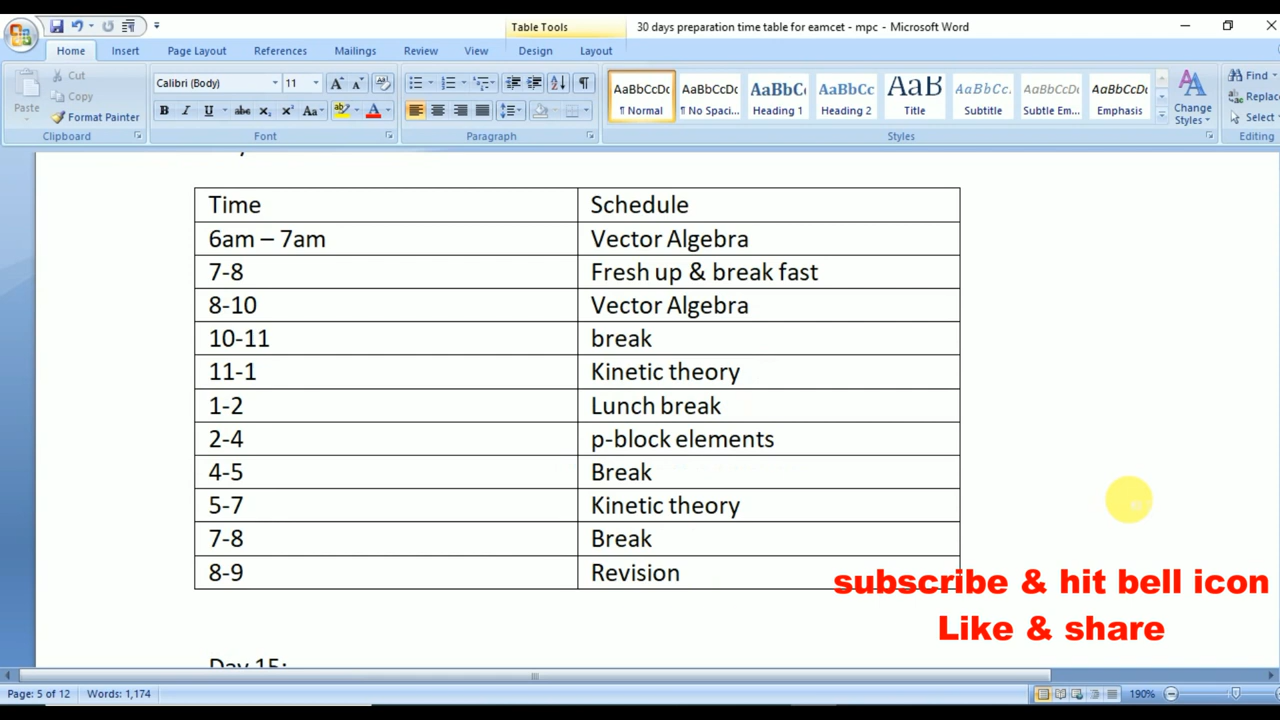 Table Tools
30 days preparation time table for eamcet - mpc - Microsoft Word
Home Insert Page Layout References Mailings Review View Design Layout
Paste
Cut
Copy
Format Painter
Clipboard
Calibri (Body) 11
Font
Paragraph
AaBbCcDc AaBbCcDc AaBbC AaBbCc AaB AaBbCc. AaBbCcDc AaBbCcDc
¶ Normal ¶ No Spaci... Heading 1 Heading 2 Title Subtitle Subtle Em... Emphasis
Change Styles
Styles
Find
Replac
Select
Editing
Time Schedule
6am – 7am Vector Algebra
7-8 Fresh up & break fast
8-10 Vector Algebra
10-11 break
11-1 Kinetic theory
1-2 Lunch break
2-4 p-block elements
4-5 Break
5-7 Kinetic theory
7-8 Break
8-9 Revision
subscribe & hit bell icon
Like & share
Day 15:
Page: 5 of 12 Words: 1,174 190%